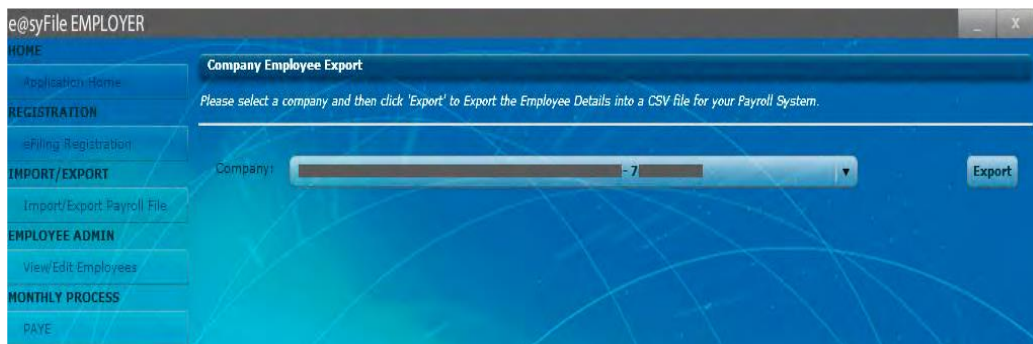 e@syFile EMPLOYER
_ X
HOME
Application Home
REGISTRATION
eFiling Registration
IMPORT/EXPORT
Import/Export Payroll File
EMPLOYEE ADMIN
View/Edit Employees
MONTHLY PROCESS
PAYE
Company Employee Export
Please select a company and then click 'Export' to Export the Employee Details into a CSV file for your Payroll System.
Company: - 7 ▼ Export